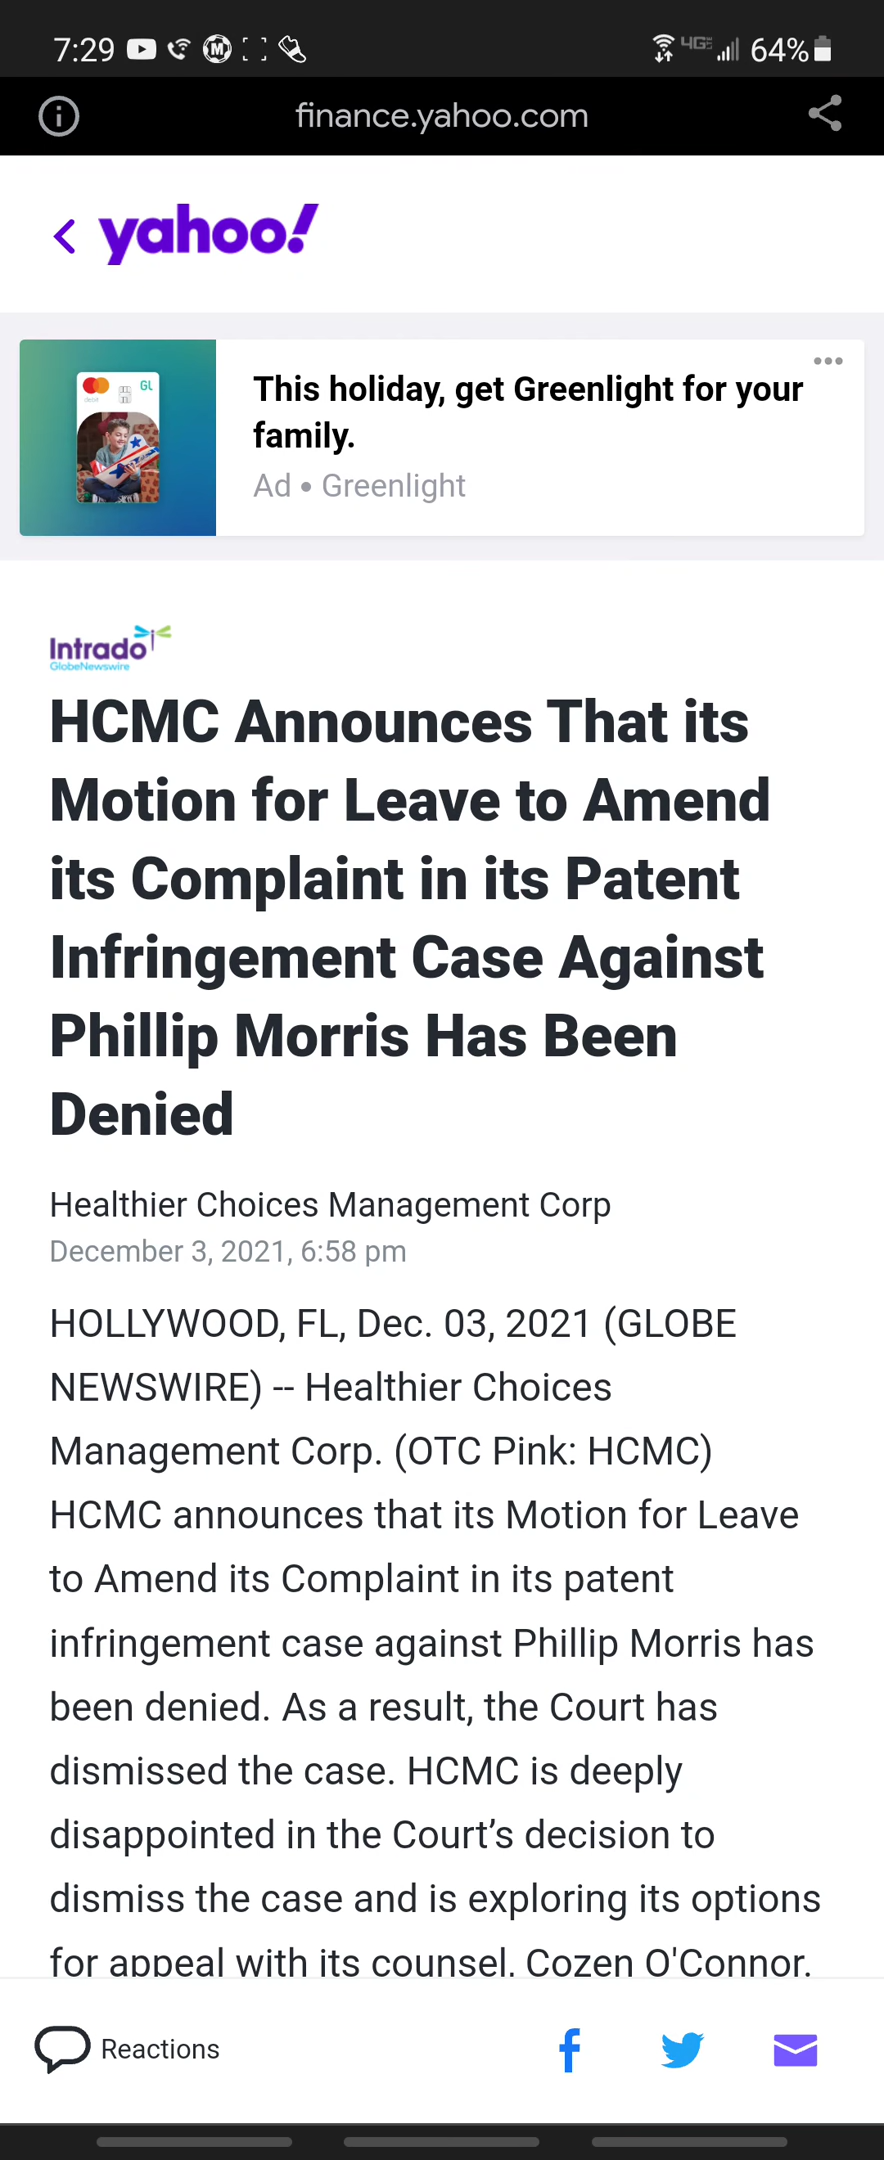 7:29
4GE 64%
finance.yahoo.com
yahoo!
GL
debit
This holiday, get Greenlight for your
family.
Ad • Greenlight
Intrado
GlobeNewswire
HCMC Announces That its
Motion for Leave to Amend
its Complaint in its Patent
Infringement Case Against
Phillip Morris Has Been
Denied
Healthier Choices Management Corp
December 3, 2021, 6:58 pm
HOLLYWOOD, FL, Dec. 03, 2021 (GLOBE
NEWSWIRE) -- Healthier Choices
Management Corp. (OTC Pink: HCMC)
HCMC announces that its Motion for Leave
to Amend its Complaint in its patent
infringement case against Phillip Morris has
been denied. As a result, the Court has
dismissed the case. HCMC is deeply
disappointed in the Court’s decision to
dismiss the case and is exploring its options
for appeal with its counsel, Cozen O'Connor.
Reactions